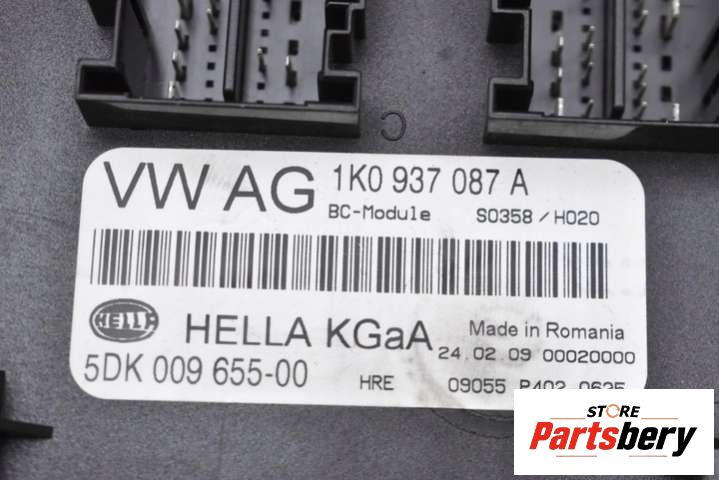 C
VW AG 1K0 937 087 A
BC-Module S0358 / H020
HELLA
HELLA KGaA Made in Romania
24.02.09 00020000
5DK 009 655-00 HRE 09055 P402
STORE
Partsbery